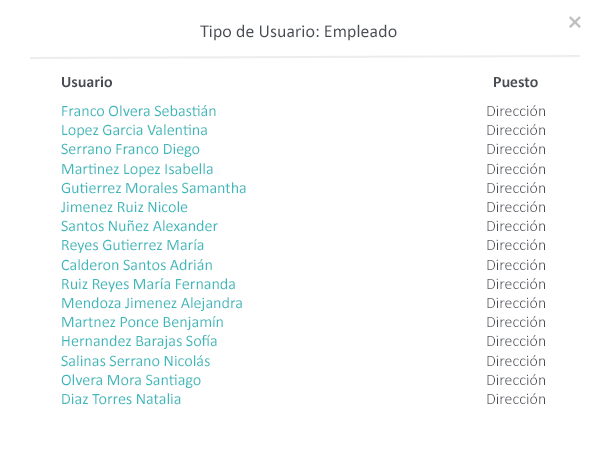 Tipo de Usuario: Empleado
×
Usuario Puesto
Franco Olvera Sebastián Dirección
Lopez Garcia Valentina Dirección
Serrano Franco Diego Dirección
Martinez Lopez Isabella Dirección
Gutierrez Morales Samantha Dirección
Jimenez Ruiz Nicole Dirección
Santos Nuñez Alexander Dirección
Reyes Gutierrez María Dirección
Calderon Santos Adrián Dirección
Ruiz Reyes María Fernanda Dirección
Mendoza Jimenez Alejandra Dirección
Martnez Ponce Benjamín Dirección
Hernandez Barajas Sofía Dirección
Salinas Serrano Nicolás Dirección
Olvera Mora Santiago Dirección
Diaz Torres Natalia Dirección